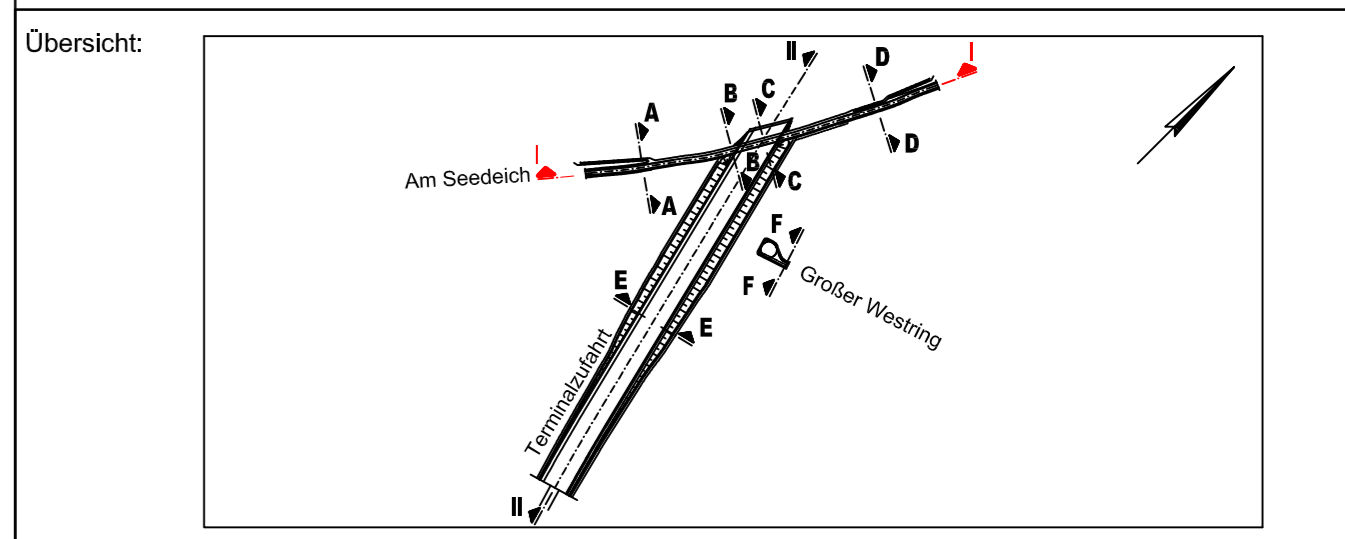 Übersicht:
II
D
I
C
B
A
D
I
B
C
Am Seedeich
A
F
Großer Westring
E
F
E
Terminalzufahrt
II